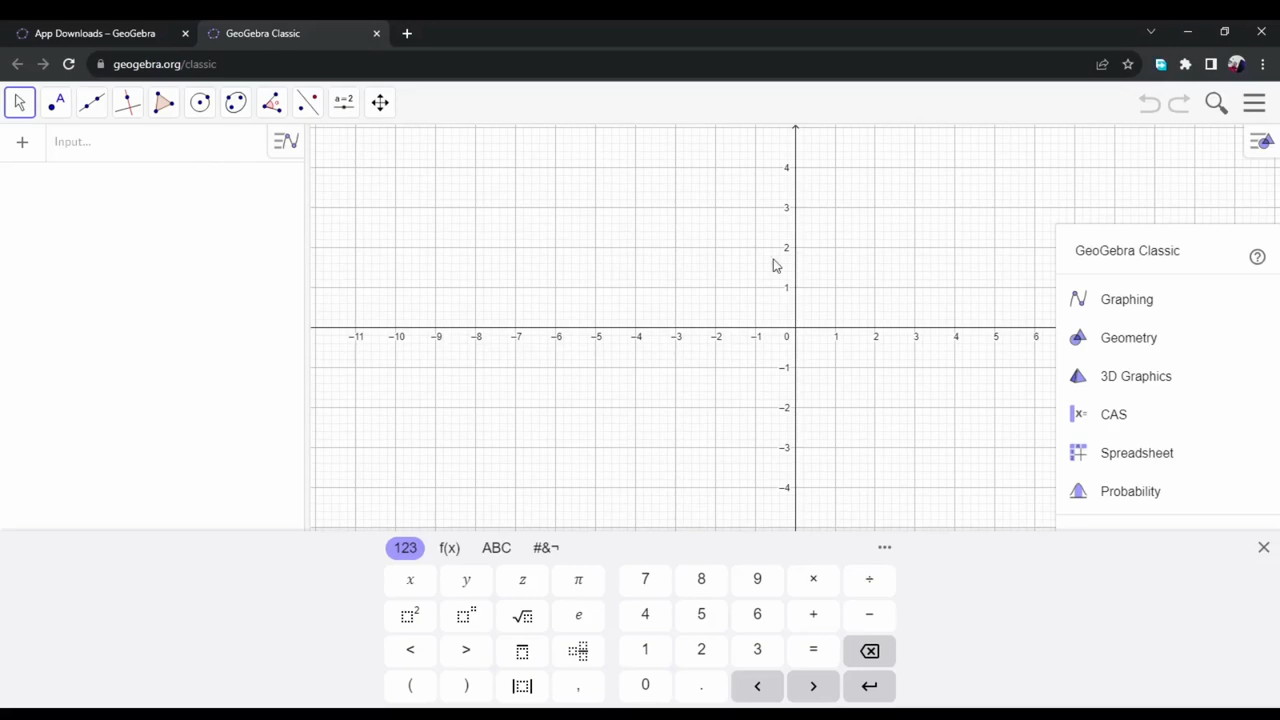 App Downloads – GeoGebra
GeoGebra Classic
geogebra.org/classic
A
a=2
Input...
4
3
2
1
−11 −10 −9 −8 −7 −6 −5 −4 −3 −2 −1 0 1 2 3 4 5 6
−1
−2
−3
−4
GeoGebra Classic
Graphing
Geometry
3D Graphics
x= CAS
Spreadsheet
Probability
123 f(x) ABC #&¬ ...
x y z π 7 8 9 × ÷
2 √ e 4 5 6 + −
< > 1 2 3 =
( ) | | , 0 . < >